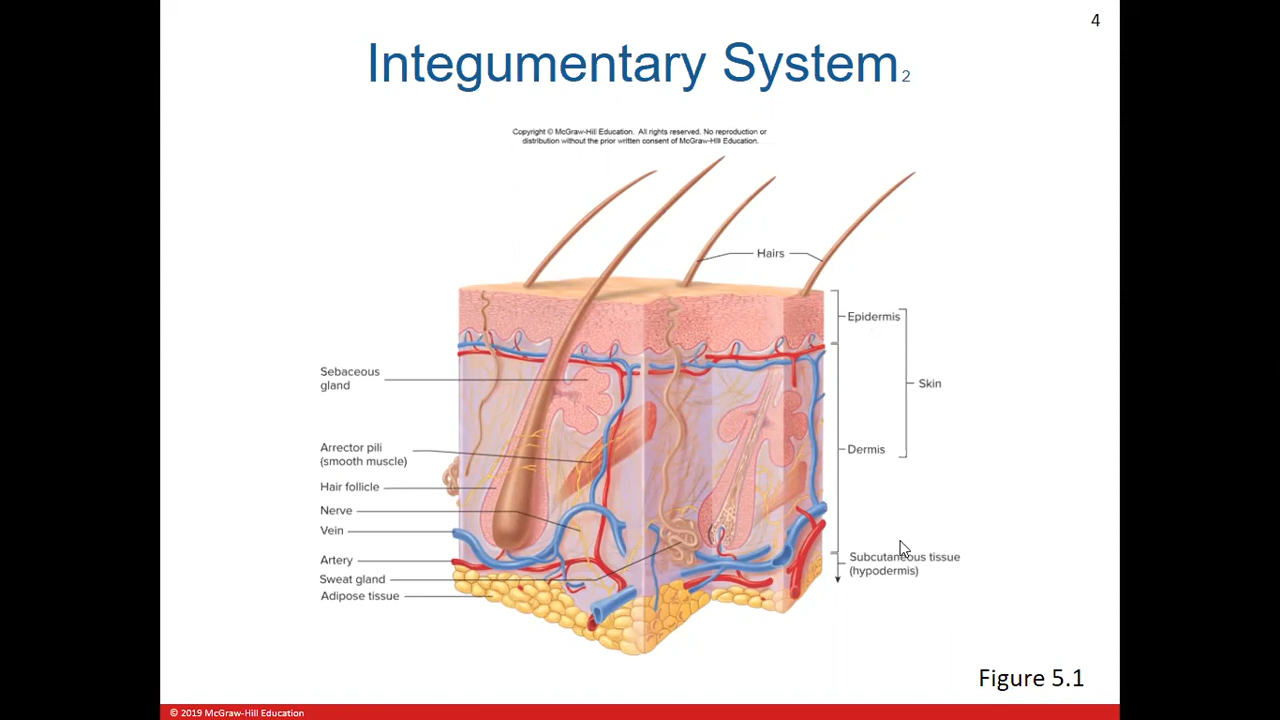 4
Integumentary System 2
Copyright © McGraw-Hill Education. All rights reserved. No reproduction or
distribution without the prior written consent of McGraw-Hill Education.
Hairs
Epidermis
Skin
Dermis
Subcutaneous tissue
(hypodermis)
Sebaceous
gland
Arrector pili
(smooth muscle)
Hair follicle
Nerve
Vein
Artery
Sweat gland
Adipose tissue
Figure 5.1
© 2019 McGraw-Hill Education